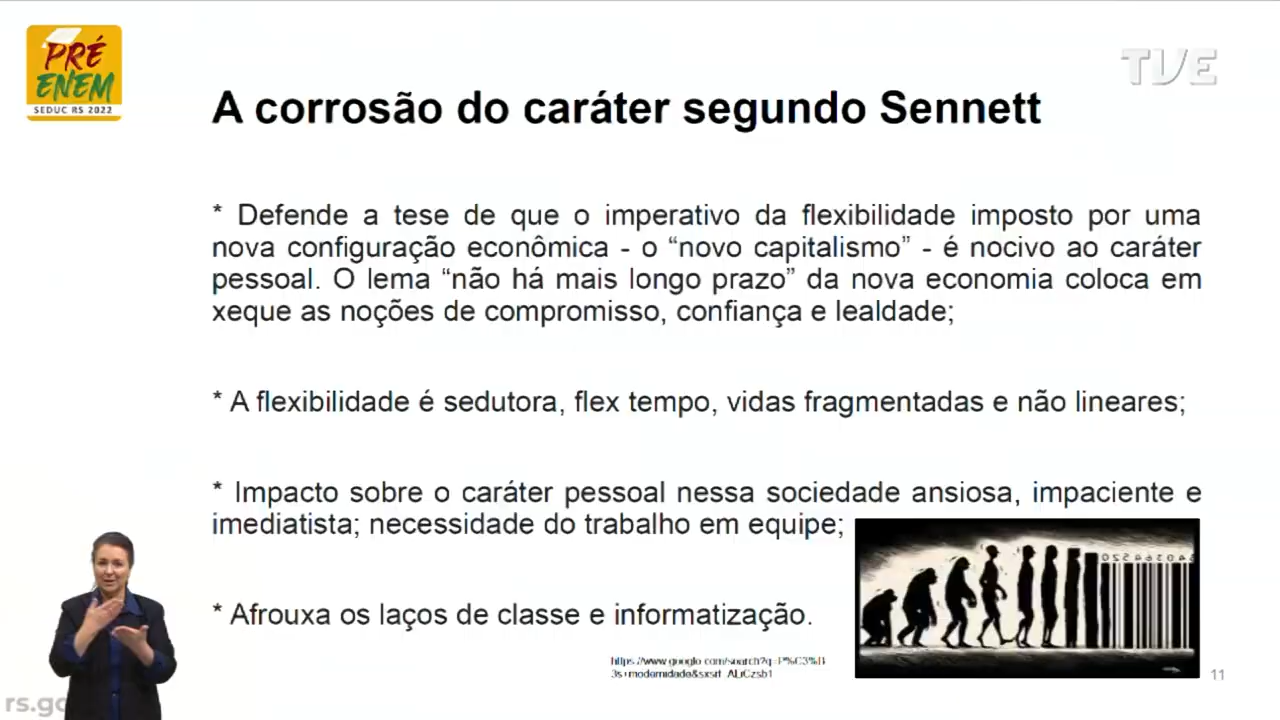 PRÉ
ENEM
SEDUC RS 2022
TVE
A corrosão do caráter segundo Sennett
* Defende a tese de que o imperativo da flexibilidade imposto por uma
nova configuração econômica - o “novo capitalismo” - é nocivo ao caráter
pessoal. O lema “não há mais longo prazo” da nova economia coloca em
xeque as noções de compromisso, confiança e lealdade;
* A flexibilidade é sedutora, flex tempo, vidas fragmentadas e não lineares;
* Impacto sobre o caráter pessoal nessa sociedade ansiosa, impaciente e
imediatista; necessidade do trabalho em equipe;
* Afrouxa os laços de classe e informatização.
11